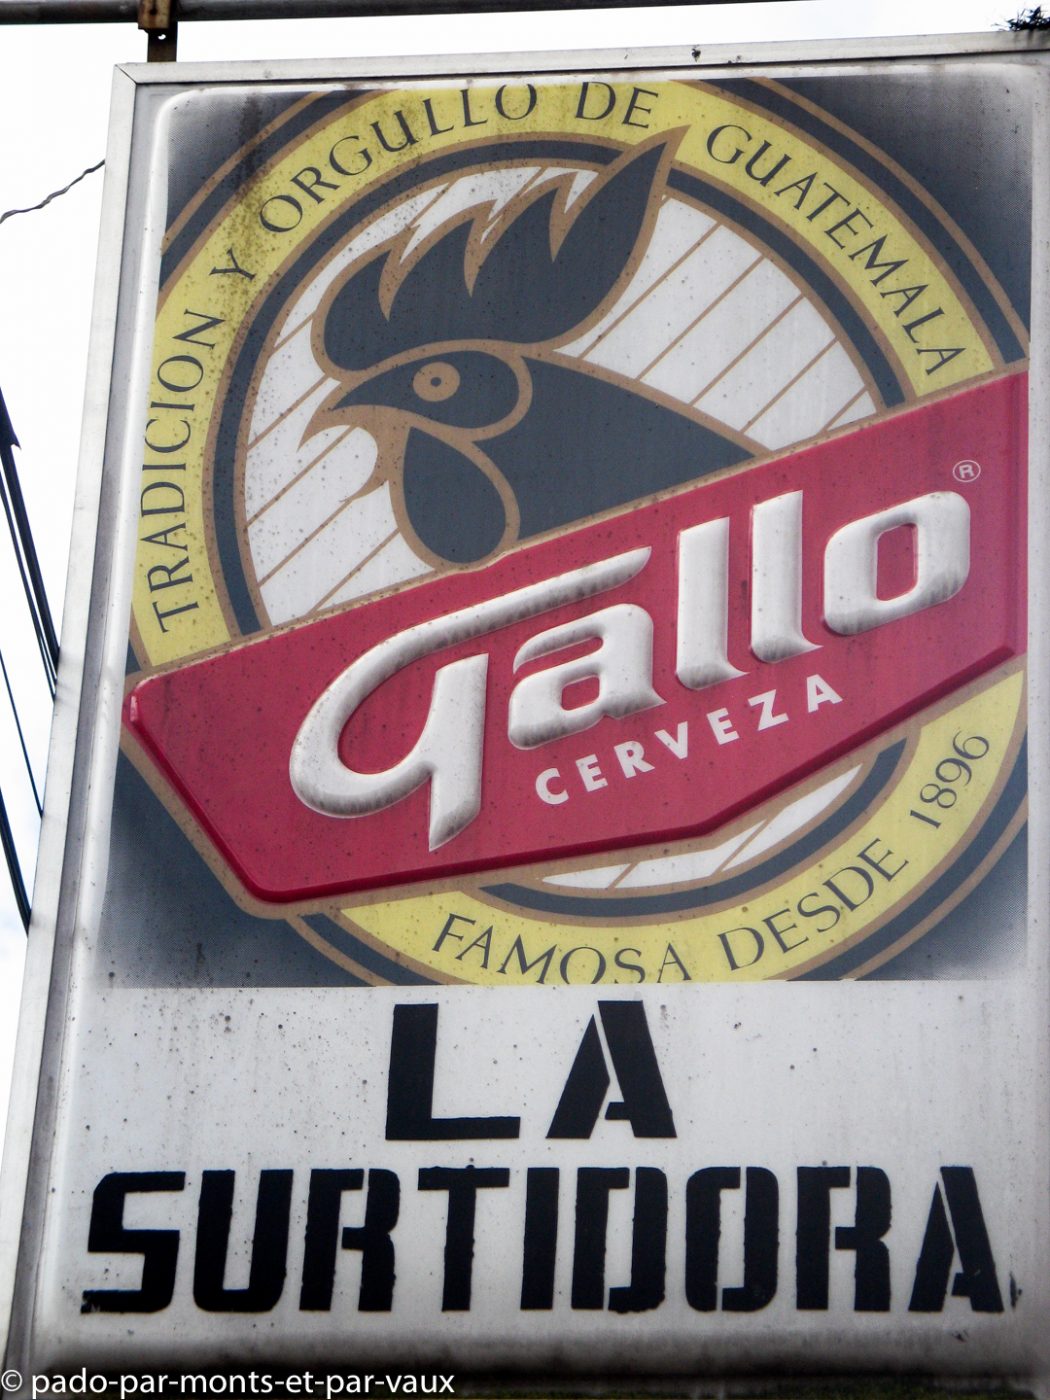 TRADICION Y ORGULLO DE GUATEMALA
Gallo®
CERVEZA
FAMOSA DESDE 1896
LA
SURTIDORA
© pado-par-monts-et-par-vaux